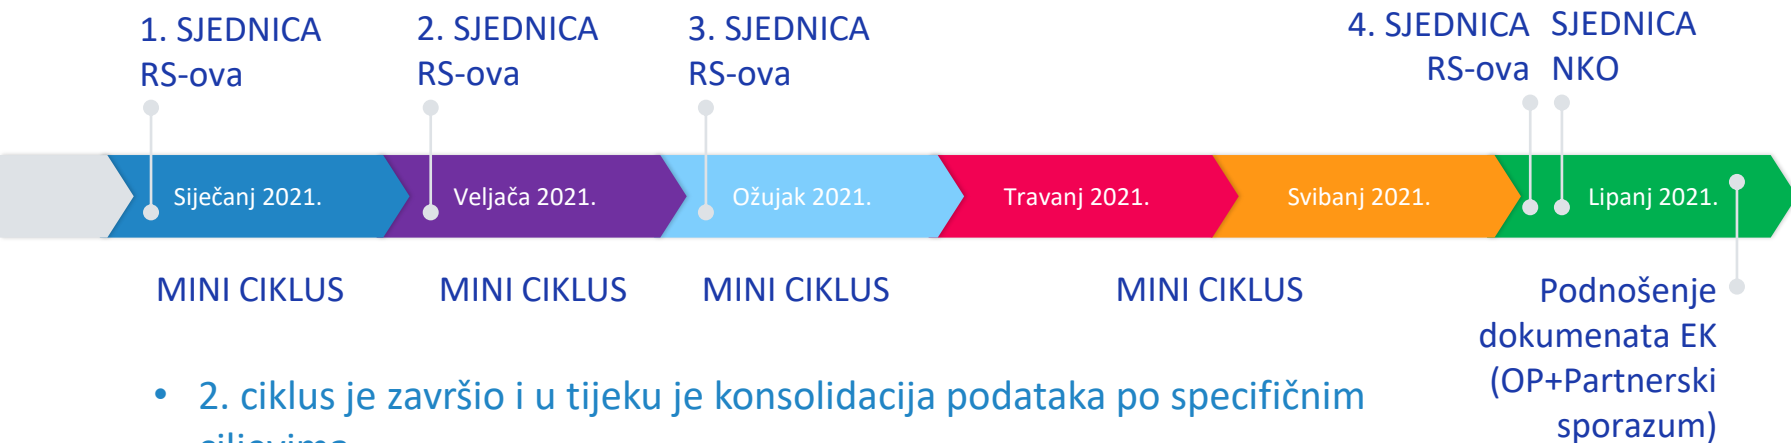 1. SJEDNICA
RS-ova
2. SJEDNICA
RS-ova
3. SJEDNICA
RS-ova
4. SJEDNICA
RS-ova
SJEDNICA
NKO
Siječanj 2021.
Veljača 2021.
Ožujak 2021.
Travanj 2021.
Svibanj 2021.
Lipanj 2021.
MINI CIKLUS
MINI CIKLUS
MINI CIKLUS
MINI CIKLUS
Podnošenje
dokumenata EK
(OP+Partnerski
sporazum)
• 2. ciklus je završio i u tijeku je konsolidacija podataka po specifičnim